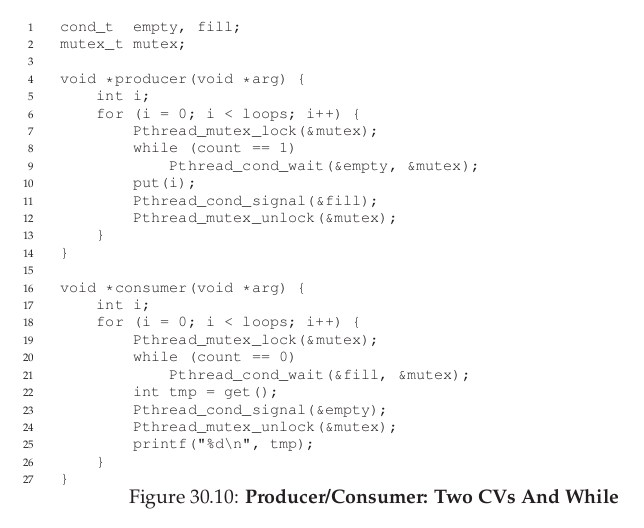 1 cond_t empty, fill;
2 mutex_t mutex;
3
4 void *producer(void *arg) {
5     int i;
6     for (i = 0; i < loops; i++) {
7         Pthread_mutex_lock(&mutex);
8         while (count == 1)
9             Pthread_cond_wait(&empty, &mutex);
10         put(i);
11         Pthread_cond_signal(&fill);
12         Pthread_mutex_unlock(&mutex);
13     }
14 }
15
16 void *consumer(void *arg) {
17     int i;
18     for (i = 0; i < loops; i++) {
19         Pthread_mutex_lock(&mutex);
20         while (count == 0)
21             Pthread_cond_wait(&fill, &mutex);
22         int tmp = get();
23         Pthread_cond_signal(&empty);
24         Pthread_mutex_unlock(&mutex);
25         printf("%d\n", tmp);
26     }
27 }
Figure 30.10: Producer/Consumer: Two CVs And While